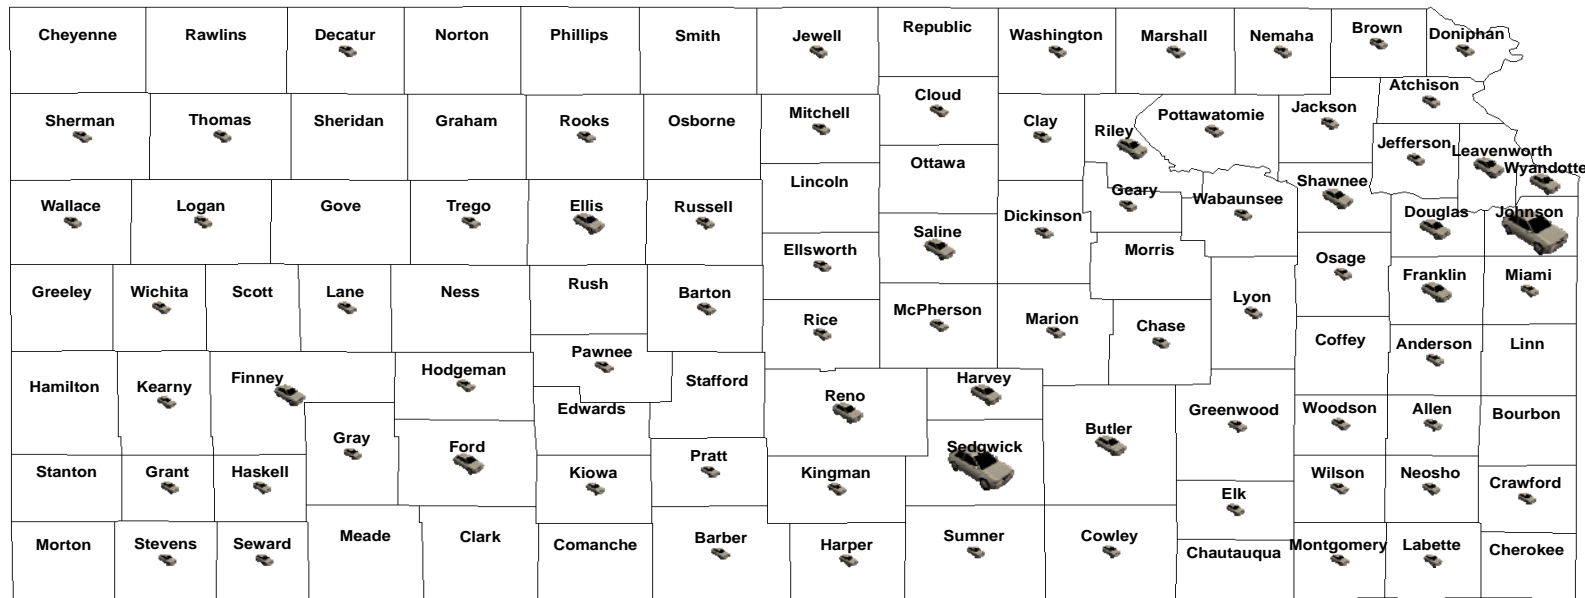 Cheyenne Rawlins Decatur Norton Phillips Smith Jewell Republic Washington Marshall Nemaha Brown Doniphan
Atchison
Sherman Thomas Sheridan Graham Rooks Osborne Mitchell Cloud Clay Riley Pottawatomie Jackson
Jefferson Leavenworth Wyandotte
Lincoln Ottawa
Wallace Logan Gove Trego Ellis Russell Dickinson Geary Wabaunsee Shawnee Douglas Johnson
Ellsworth Saline Morris Osage
Greeley Wichita Scott Lane Ness Rush Barton Lyon Franklin Miami
Rice McPherson Marion Chase Coffey Anderson Linn
Hamilton Kearny Finney Hodgeman Pawnee Stafford Harvey
Edwards Reno Greenwood Woodson Allen Bourbon
Gray Ford Sedgwick Butler
Stanton Grant Haskell Kiowa Pratt Kingman Elk Wilson Neosho Crawford
Morton Stevens Seward Meade Clark Comanche Barber Harper Sumner Cowley Chautauqua Montgomery Labette Cherokee